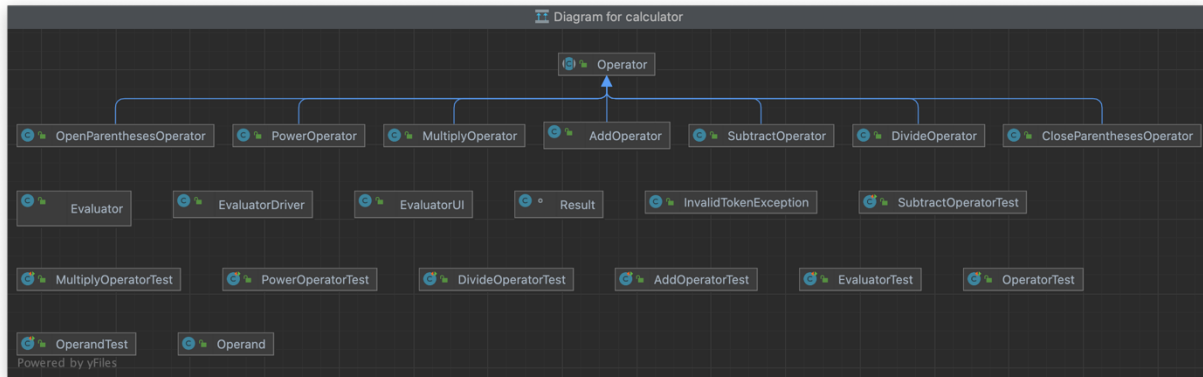 Diagram for calculator
Operator
OpenParenthesesOperator PowerOperator MultiplyOperator AddOperator SubtractOperator DivideOperator CloseParenthesesOperator
Evaluator EvaluatorDriver EvaluatorUI Result InvalidTokenException SubtractOperatorTest
MultiplyOperatorTest PowerOperatorTest DivideOperatorTest AddOperatorTest EvaluatorTest OperatorTest
OperandTest Operand
Powered by yFiles